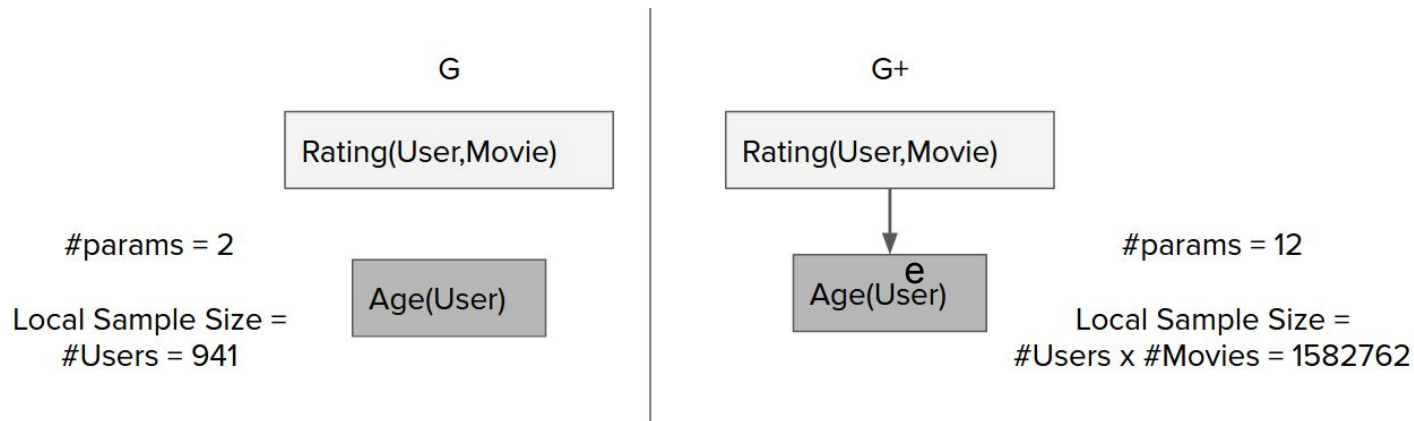 G
Rating(User,Movie)
#params = 2
Age(User)
Local Sample Size =
#Users = 941
G+
Rating(User,Movie)
e
Age(User)
#params = 12
Local Sample Size =
#Users x #Movies = 1582762